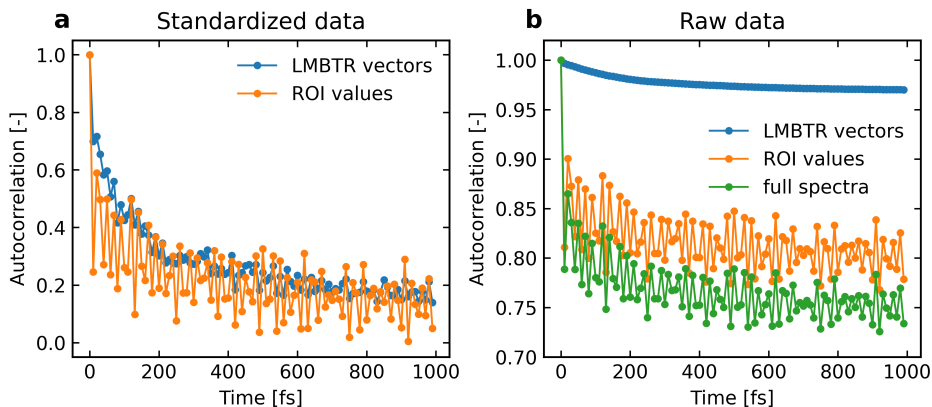 a Standardized data
1.0
0.8
0.6
0.4
0.2
0.0
Autocorrelation [-]
LMBTR vectors
ROI values
0 200 400 600 800 1000
Time [fs]
b Raw data
1.00
0.95
0.90
0.85
0.80
0.75
0.70
Autocorrelation [-]
LMBTR vectors
ROI values
full spectra
0 200 400 600 800 1000
Time [fs]